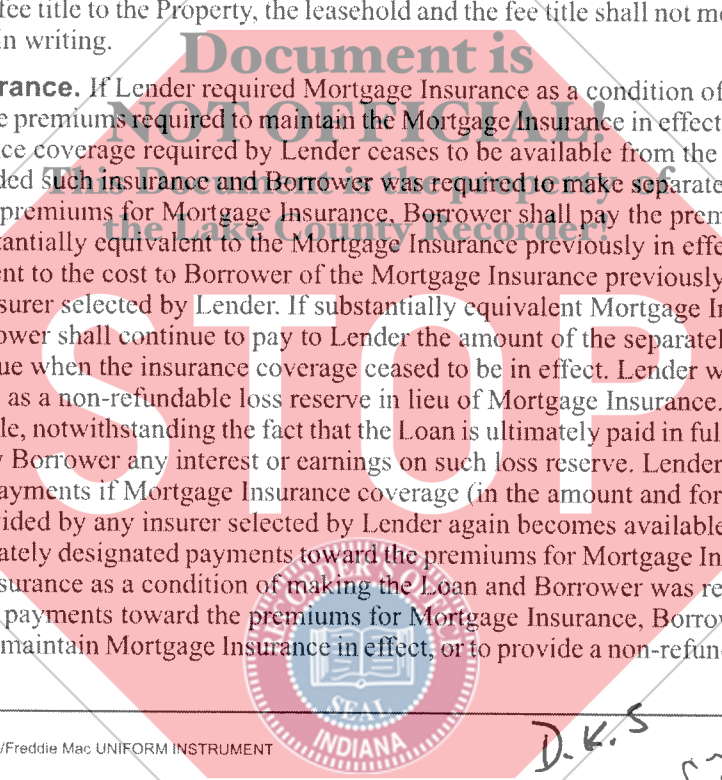 fee title to the Property, the leasehold and the fee title shall not me
in writing.
Document is
rance. If Lender required Mortgage Insurance as a condition of
NOT OFFICIAL!
e premiums required to maintain the Mortgage Insurance in effect
ce coverage required by Lender ceases to be available from the
This Document is the property of
ded such insurance and Borrower was required to make separate
premiums for Mortgage Insurance, Borrower shall pay the prem
the Lake County Recorder!
tantially equivalent to the Mortgage Insurance previously in effe
ent to the cost to Borrower of the Mortgage Insurance previously
surer selected by Lender. If substantially equivalent Mortgage In
STOP
ower shall continue to pay to Lender the amount of the separatel
ue when the insurance coverage ceased to be in effect. Lender w
as a non-refundable loss reserve in lieu of Mortgage Insurance.
le, notwithstanding the fact that the Loan is ultimately paid in ful
y Borrower any interest or earnings on such loss reserve. Lender
ayments if Mortgage Insurance coverage (in the amount and for
vided by any insurer selected by Lender again becomes available
ately designated payments toward the premiums for Mortgage In
surance as a condition of making the Loan and Borrower was re
payments toward the premiums for Mortgage Insurance, Borrow
maintain Mortgage Insurance in effect, or to provide a non-refun
RECORDER'S OFFICE
SEAL
INDIANA
/Freddie Mac UNIFORM INSTRUMENT
D.K.S